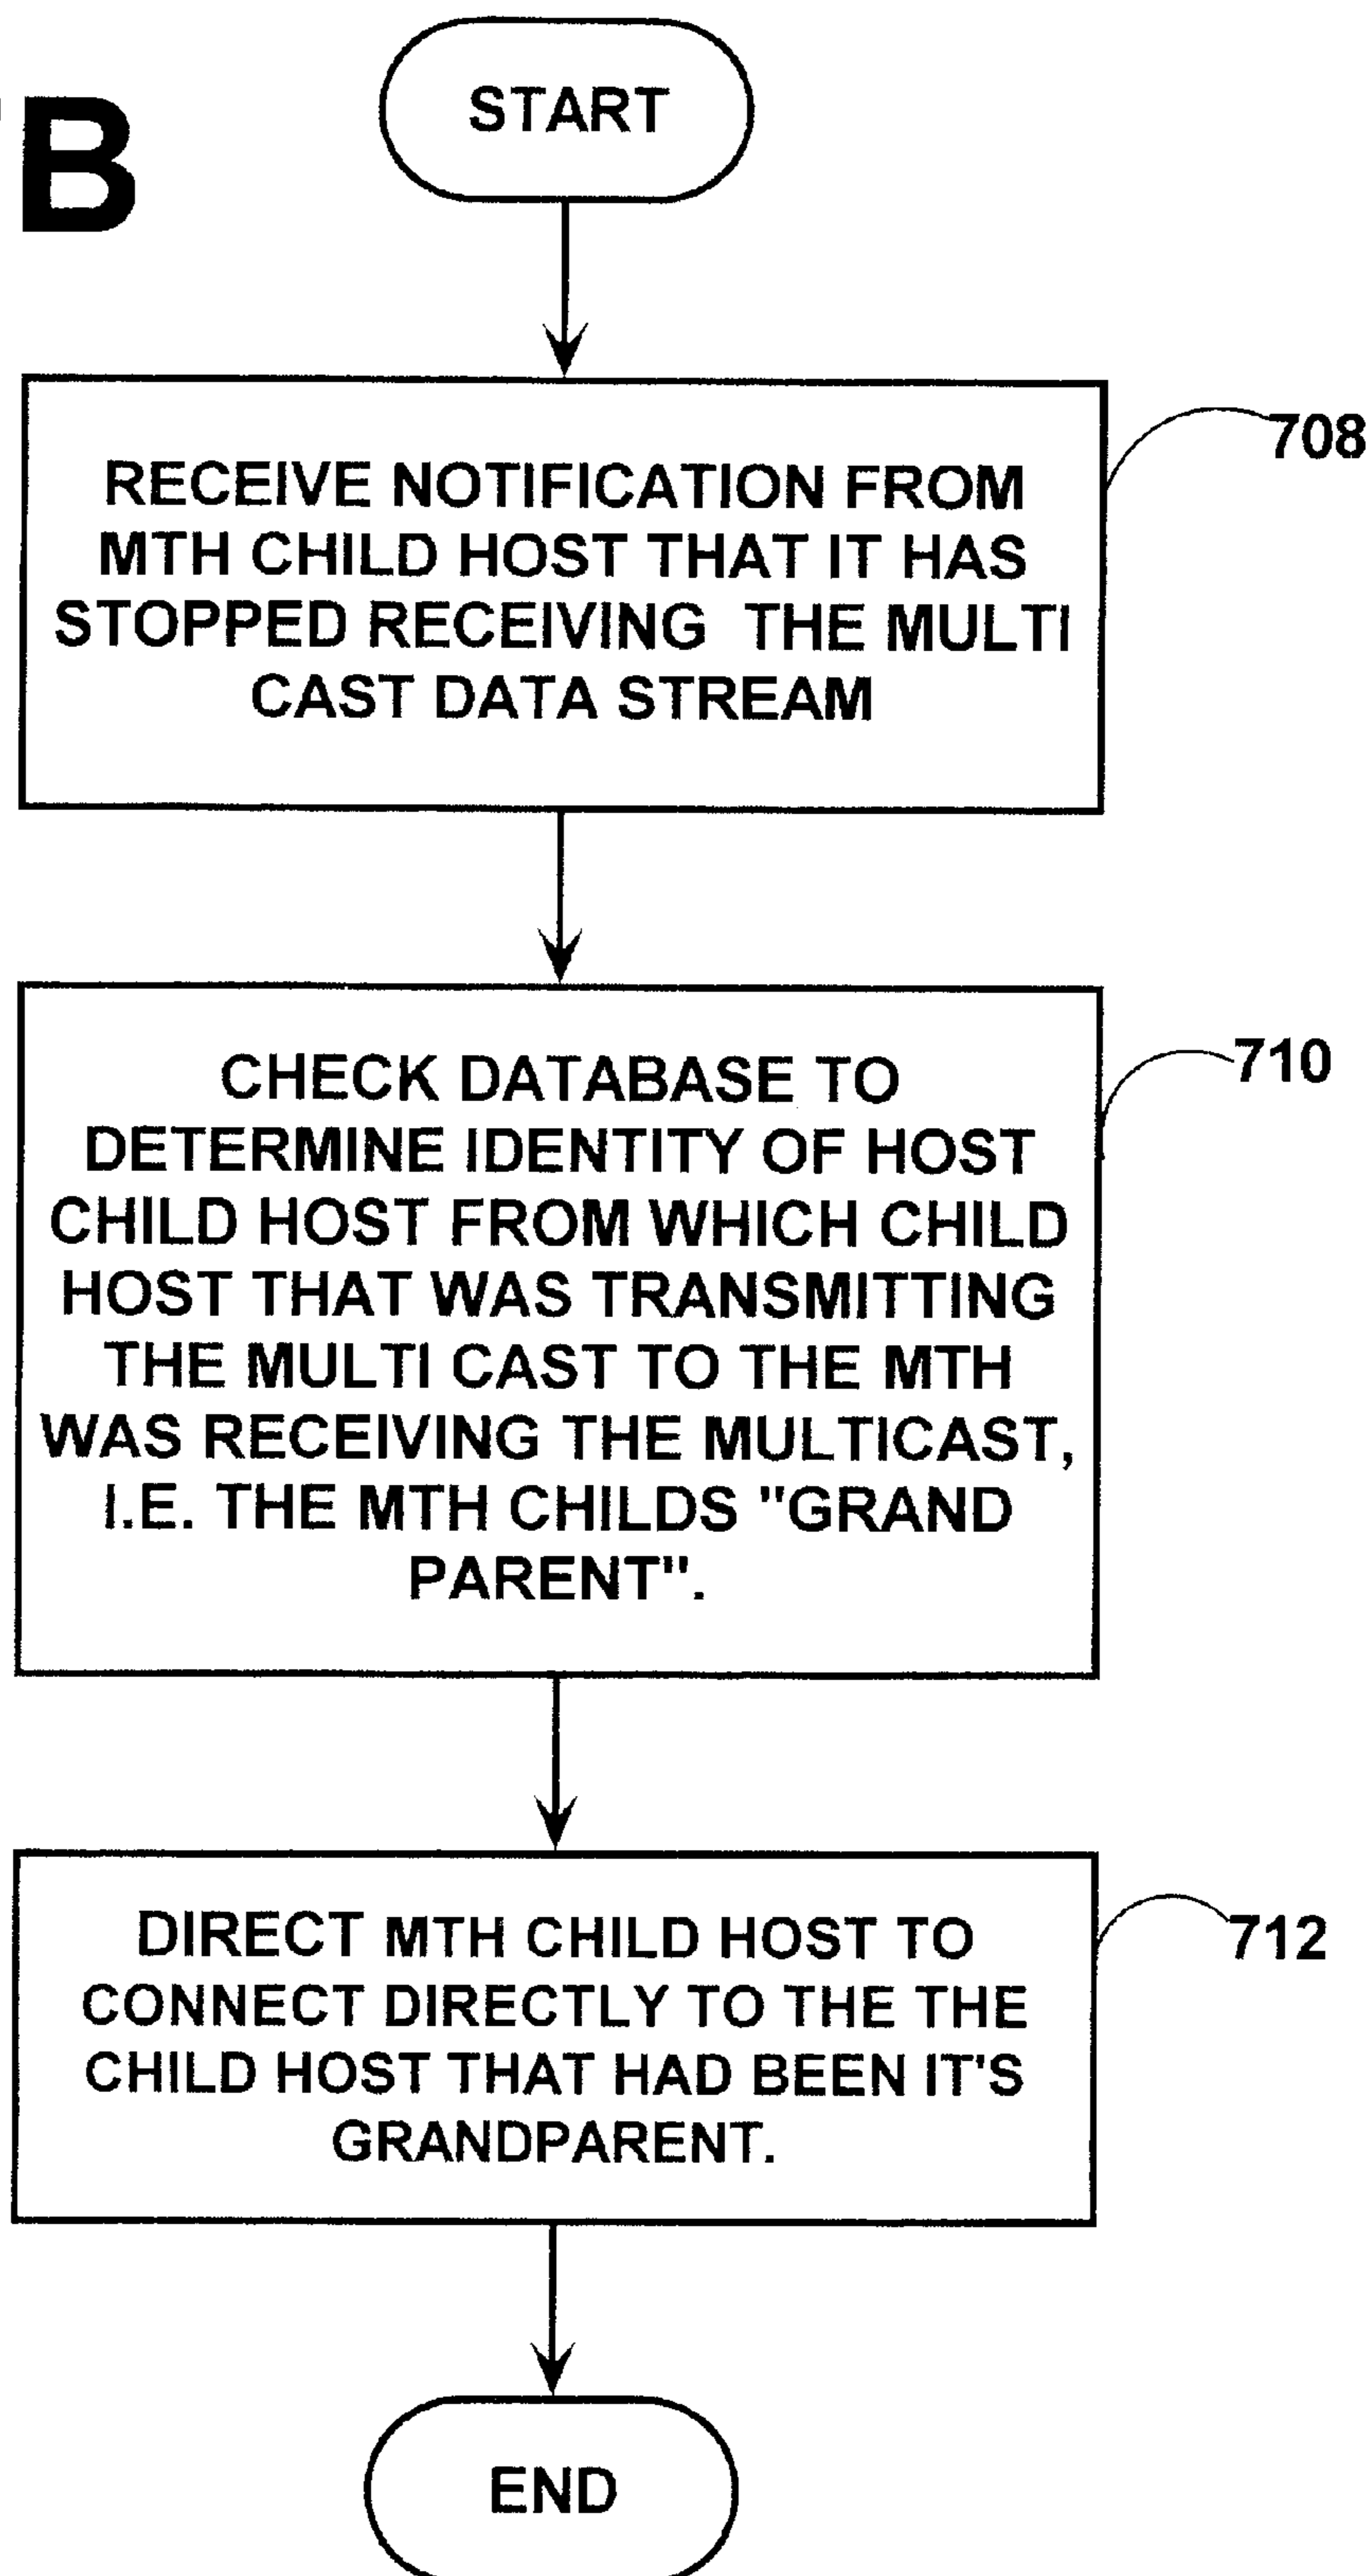 B
START
RECEIVE NOTIFICATION FROM
MTH CHILD HOST THAT IT HAS
STOPPED RECEIVING THE MULTI
CAST DATA STREAM
708
CHECK DATABASE TO
DETERMINE IDENTITY OF HOST
CHILD HOST FROM WHICH CHILD
HOST THAT WAS TRANSMITTING
THE MULTI CAST TO THE MTH
WAS RECEIVING THE MULTICAST,
I.E. THE MTH CHILDS "GRAND
PARENT".
710
DIRECT MTH CHILD HOST TO
CONNECT DIRECTLY TO THE THE
CHILD HOST THAT HAD BEEN IT'S
GRANDPARENT.
712
END